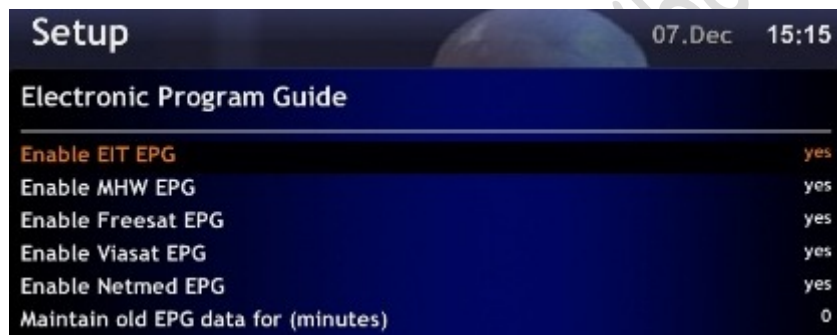 Setup 07.Dec 15:15
Electronic Program Guide
Enable EIT EPG yes
Enable MHW EPG yes
Enable Freesat EPG yes
Enable Viasat EPG yes
Enable Netmed EPG yes
Maintain old EPG data for (minutes) 0